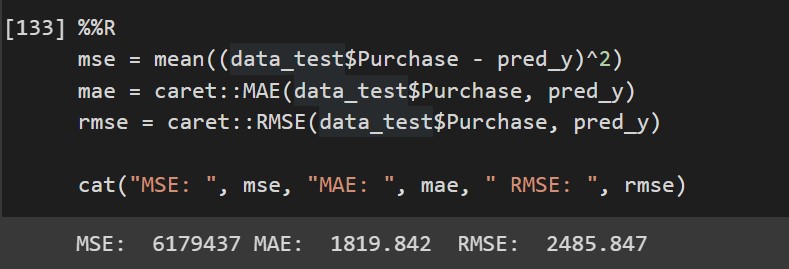 [133] %%R
mse = mean((data_test$Purchase - pred_y)^2)
mae = caret::MAE(data_test$Purchase, pred_y)
rmse = caret::RMSE(data_test$Purchase, pred_y)
cat("MSE: ", mse, "MAE: ", mae, " RMSE: ", rmse)
MSE:  6179437 MAE:  1819.842  RMSE:  2485.847